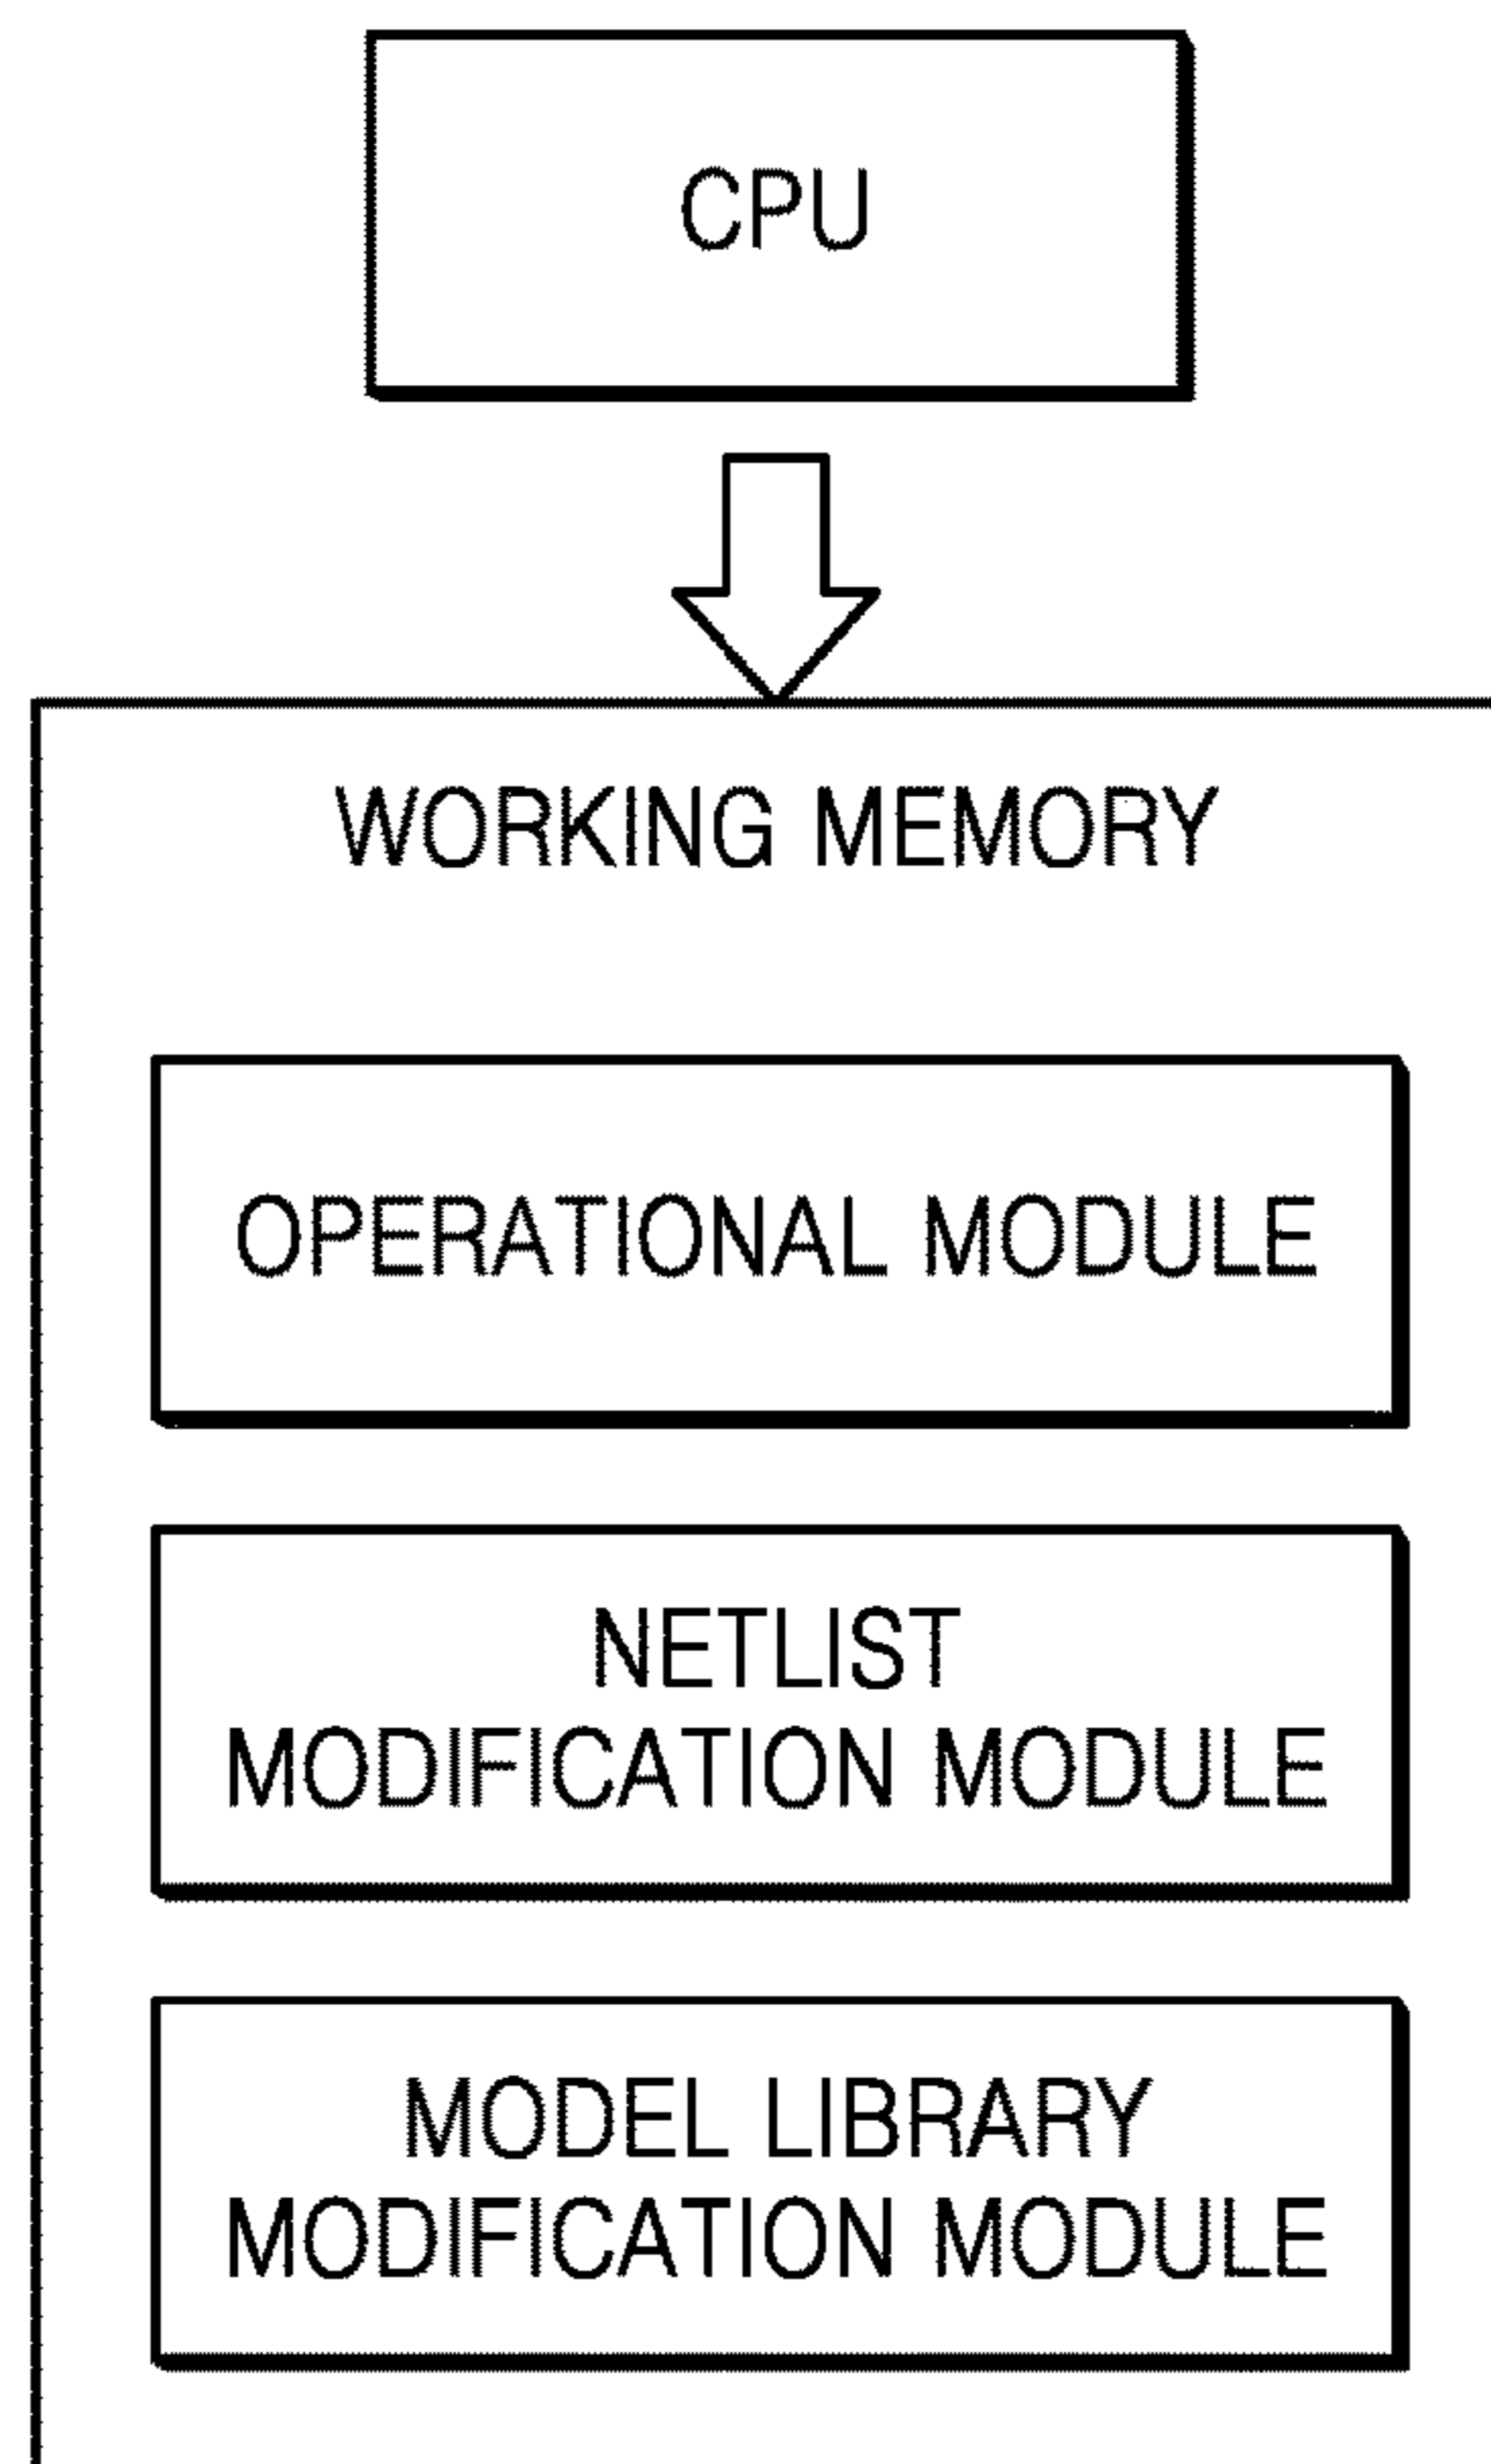 CPU
WORKING MEMORY
OPERATIONAL MODULE
NETLIST
MODIFICATION MODULE
MODEL LIBRARY
MODIFICATION MODULE